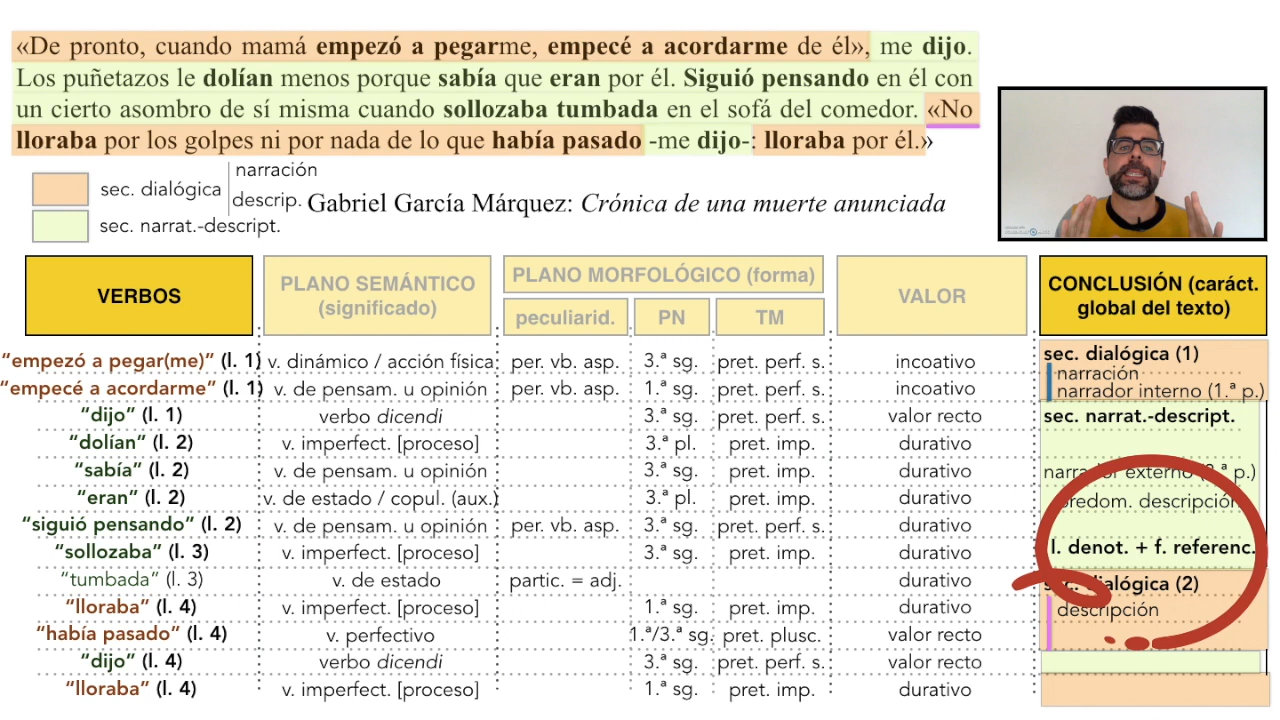 «De pronto, cuando mamá empezó a pegarme, empecé a acordarme de él», me dijo.
Los puñetazos le dolían menos porque sabía que eran por él. Siguió pensando en él con
un cierto asombro de sí misma cuando sollozaba tumbada en el sofá del comedor. «No
lloraba por los golpes ni por nada de lo que había pasado -me dijo-: lloraba por él.»
sec. dialógica narración
descrip.
sec. narrat.-descript.
Gabriel García Márquez: Crónica de una muerte anunciada
VERBOS PLANO SEMÁNTICO (significado) PLANO MORFOLÓGICO (forma) VALOR CONCLUSIÓN (caráct. global del texto)
peculiarid. PN TM
“empezó a pegar(me)” (l. 1) v. dinámico / acción física per. vb. asp. 3.ª sg. pret. perf. s. incoativo sec. dialógica (1)
narración
“empecé a acordarme” (l. 1) v. de pensam. u opinión per. vb. asp. 1.ª sg. pret. perf. s. incoativo narrador interno (1.ª p.)
“dijo” (l. 1) verbo dicendi 3.ª sg. pret. perf. s. valor recto sec. narrat.-descript.
“dolían” (l. 2) v. imperfect. [proceso] 3.ª pl. pret. imp. durativo
“sabía” (l. 2) v. de pensam. u opinión 3.ª sg. pret. imp. durativo narrador externo (3.ª p.)
“eran” (l. 2) v. de estado / copul. (aux.) 3.ª pl. pret. imp. durativo predom. descripción
“siguió pensando” (l. 2) v. de pensam. u opinión per. vb. asp. 3.ª sg. pret. perf. s. durativo
“sollozaba” (l. 3) v. imperfect. [proceso] 3.ª sg. pret. imp. durativo l. denot. + f. referenc.
“tumbada” (l. 3) v. de estado partic. = adj. durativo sec. dialógica (2)
“lloraba” (l. 4) v. imperfect. [proceso] 1.ª sg. pret. imp. durativo descripción
“había pasado” (l. 4) v. perfectivo 1.ª/3.ª sg. pret. plusc. valor recto
“dijo” (l. 4) verbo dicendi 3.ª sg. pret. perf. s. valor recto
“lloraba” (l. 4) v. imperfect. [proceso] 1.ª sg. pret. imp. durativo